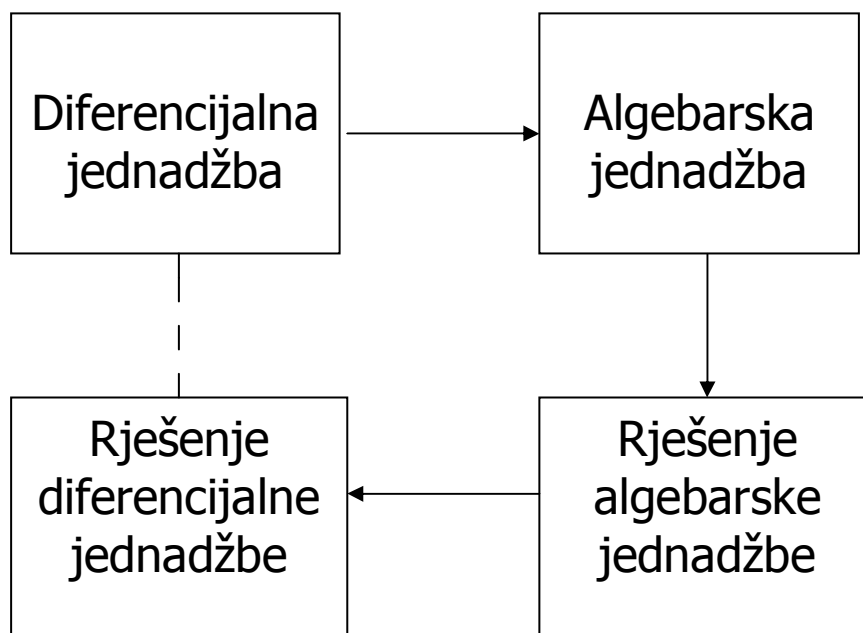 Diferencijalna
jednadžba
Algebarska
jednadžba
Rješenje
diferencijalne
jednadžbe
Rješenje
algebarske
jednadžbe